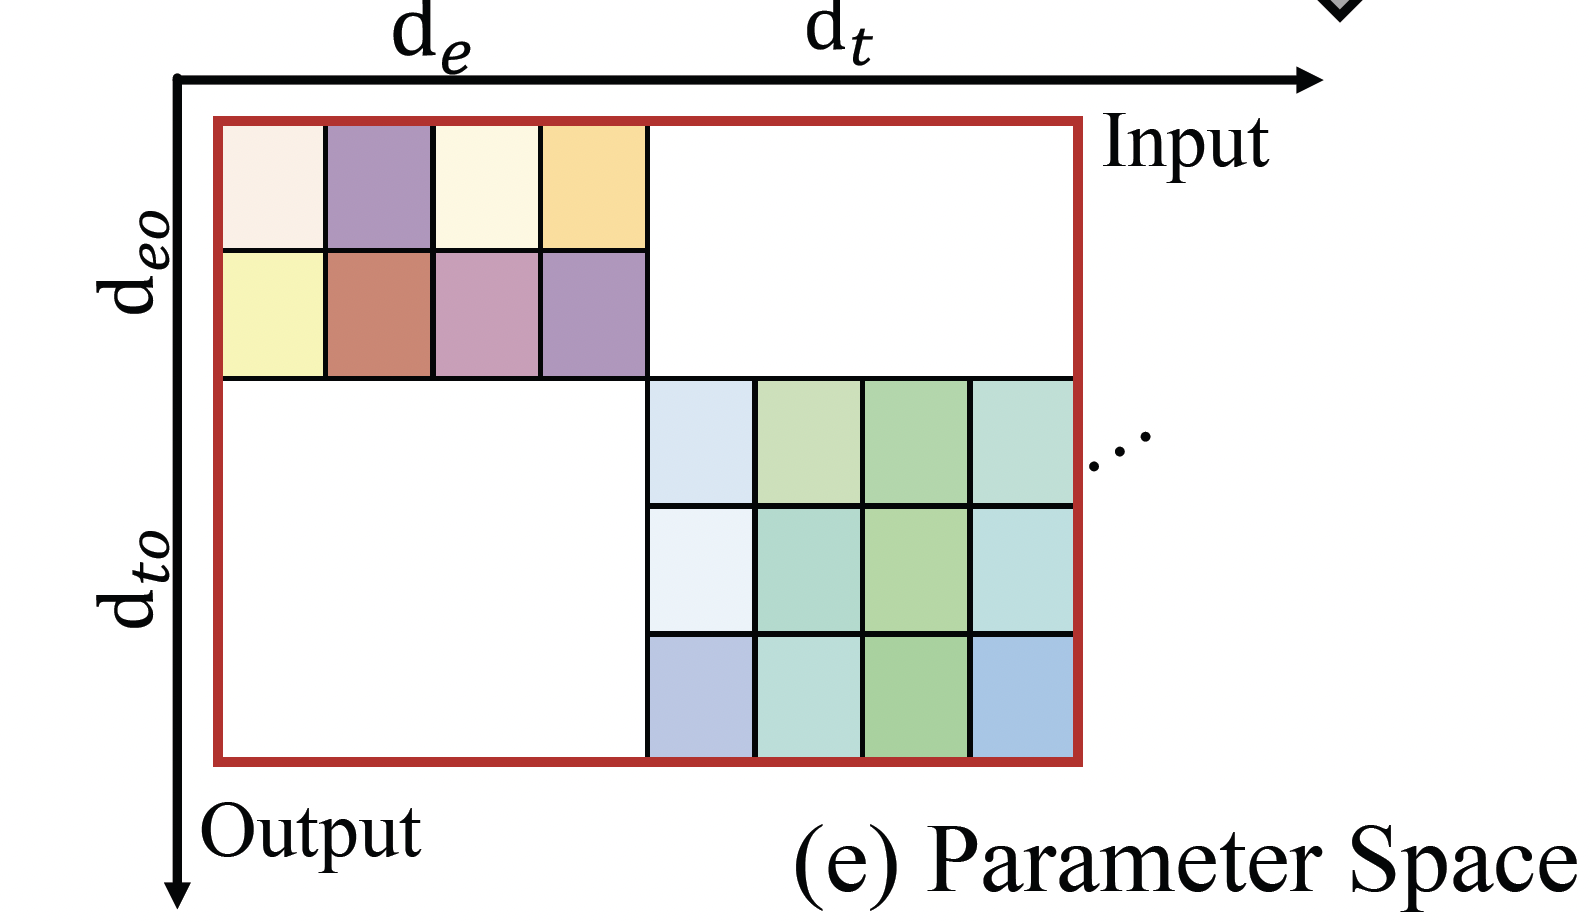 d_e d_t
Input
d_eo
d_to
Output
(e) Parameter Space